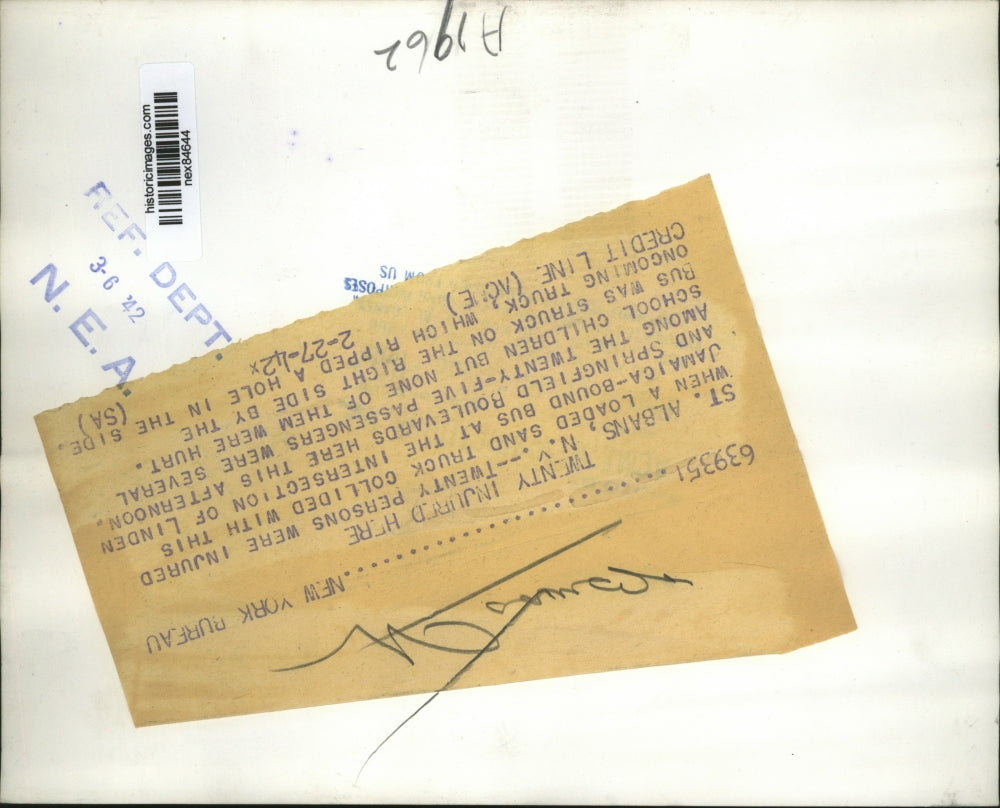 A1962
historicimages.com
nex84644
REF. DEPT.
3-6 '42
N. E. A.
RPOSES
OM US
639351 NEW YORK BUREAU
TWENTY INJURED HERE
ST. ALBANS, N. Y.--TWENTY PERSONS WERE INJURED
WHEN A LOADED SAND TRUCK COLLIDED WITH THIS
JAMAICA-BOUND BUS AT THE INTERSECTION OF LINDEN
AND SPRINGFIELD BOULEVARDS HERE THIS AFTERNOON.
AMONG THE TWENTY-FIVE PASSENGERS WERE SEVERAL
SCHOOL CHILDREN BUT NONE OF THEM WERE HURT.
BUS WAS STRUCK ON THE RIGHT SIDE BY THE
ONCOMING TRUCK, WHICH RIPPED A HOLE IN THE SIDE.
CREDIT LINE (ACME) 2-27-42x (SA)